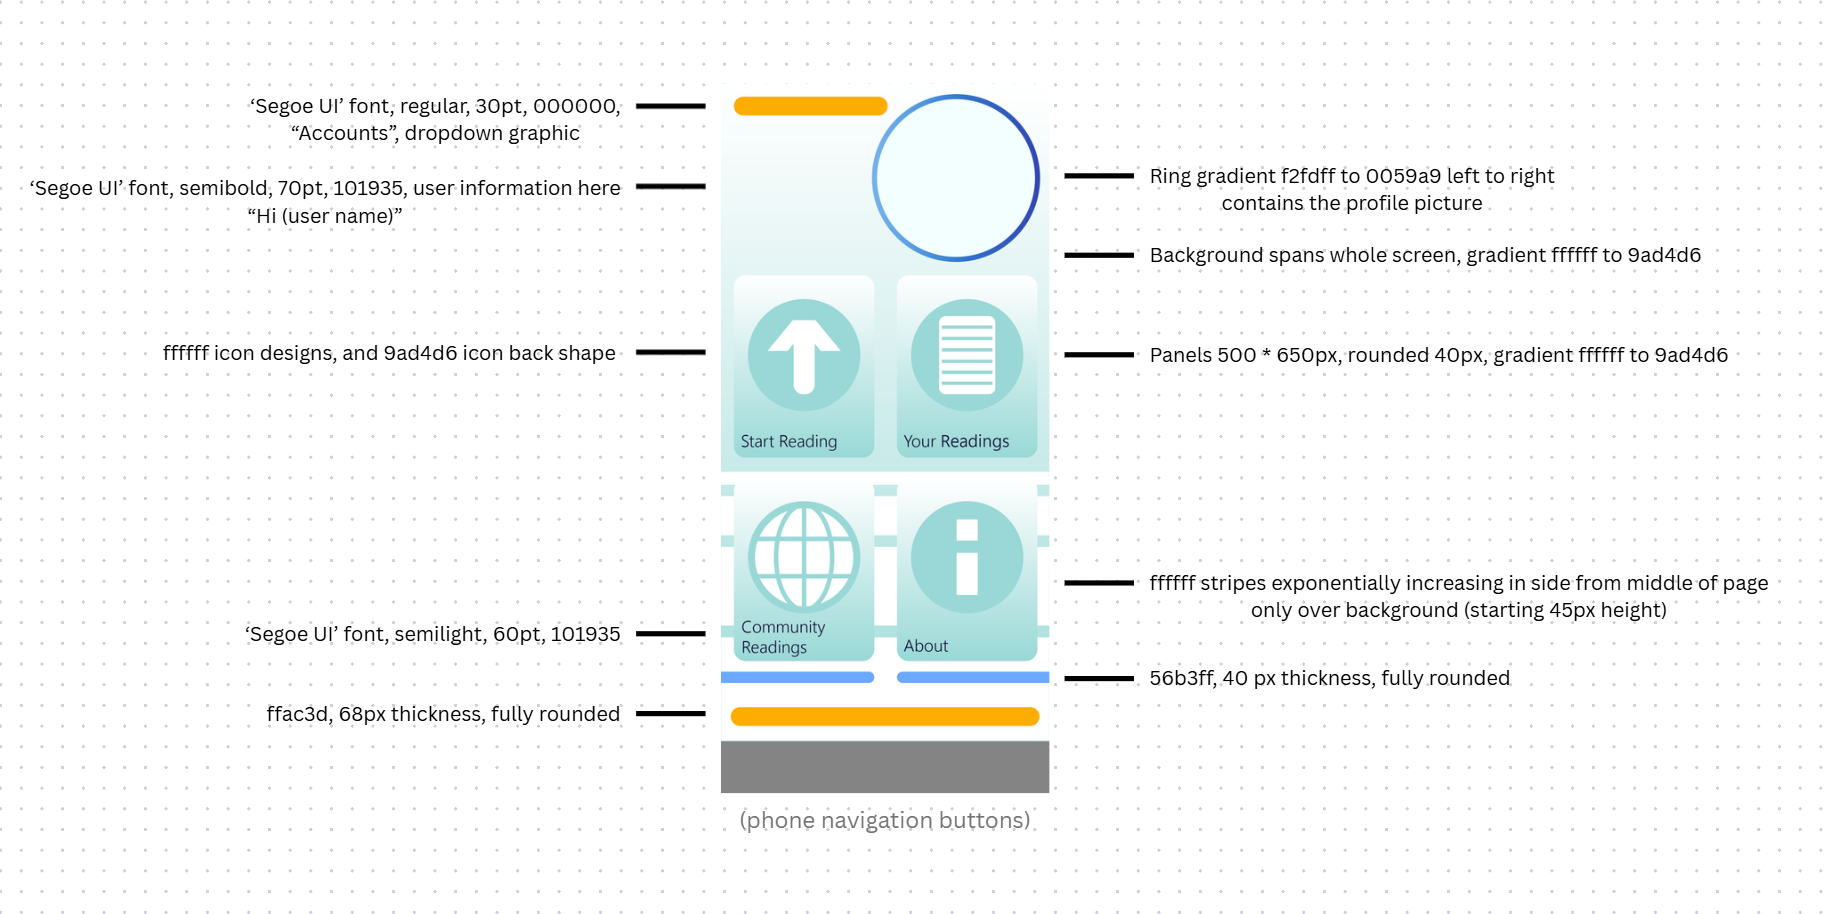 ‘Segoe UI’ font, regular, 30pt, 000000,
“Accounts”, dropdown graphic
‘Segoe UI’ font, semibold, 70pt, 101935, user information here
“Hi (user name)”
ffffff icon designs, and 9ad4d6 icon back shape
‘Segoe UI’ font, semilight, 60pt, 101935
ffac3d, 68px thickness, fully rounded
Start Reading
Your Readings
Community
Readings
About
(phone navigation buttons)
Ring gradient f2fdff to 0059a9 left to right
contains the profile picture
Background spans whole screen, gradient ffffff to 9ad4d6
Panels 500 * 650px, rounded 40px, gradient ffffff to 9ad4d6
ffffff stripes exponentially increasing in side from middle of page
only over background (starting 45px height)
56b3ff, 40 px thickness, fully rounded